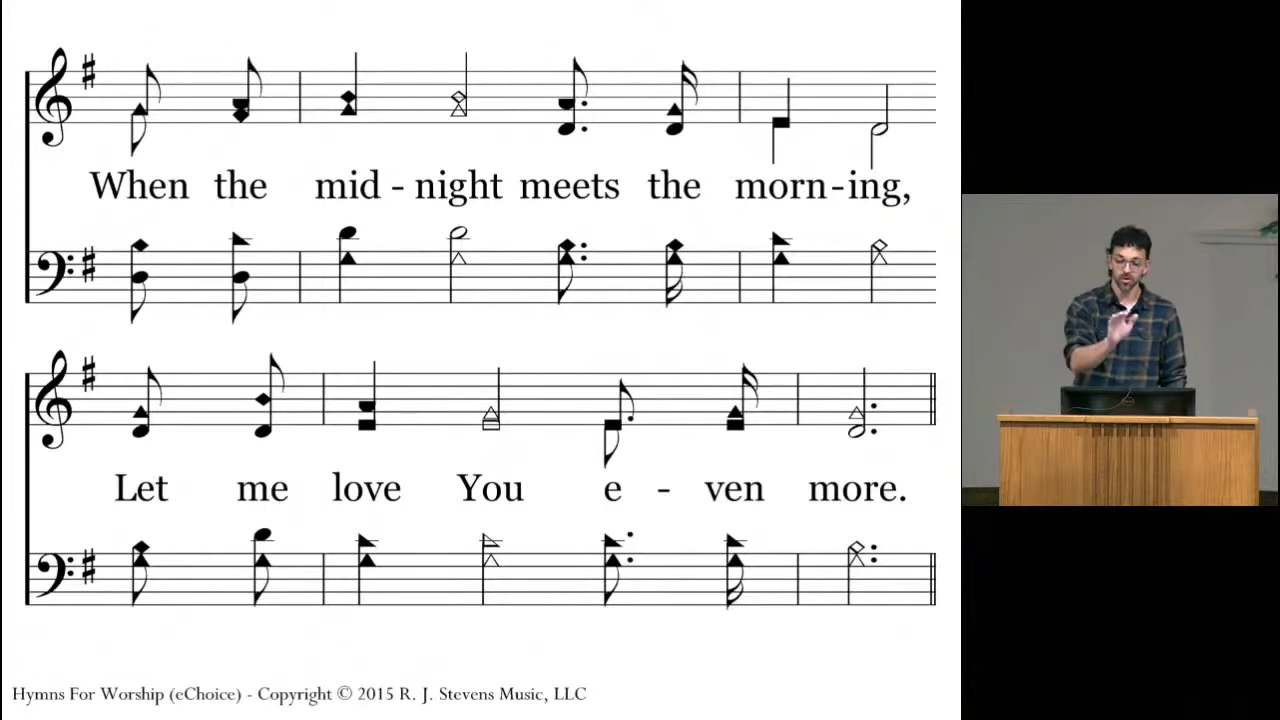 When the mid - night meets the morn-ing,
Let me love You e - ven more.
Hymns For Worship (eChoice) - Copyright © 2015 R. J. Stevens Music, LLC